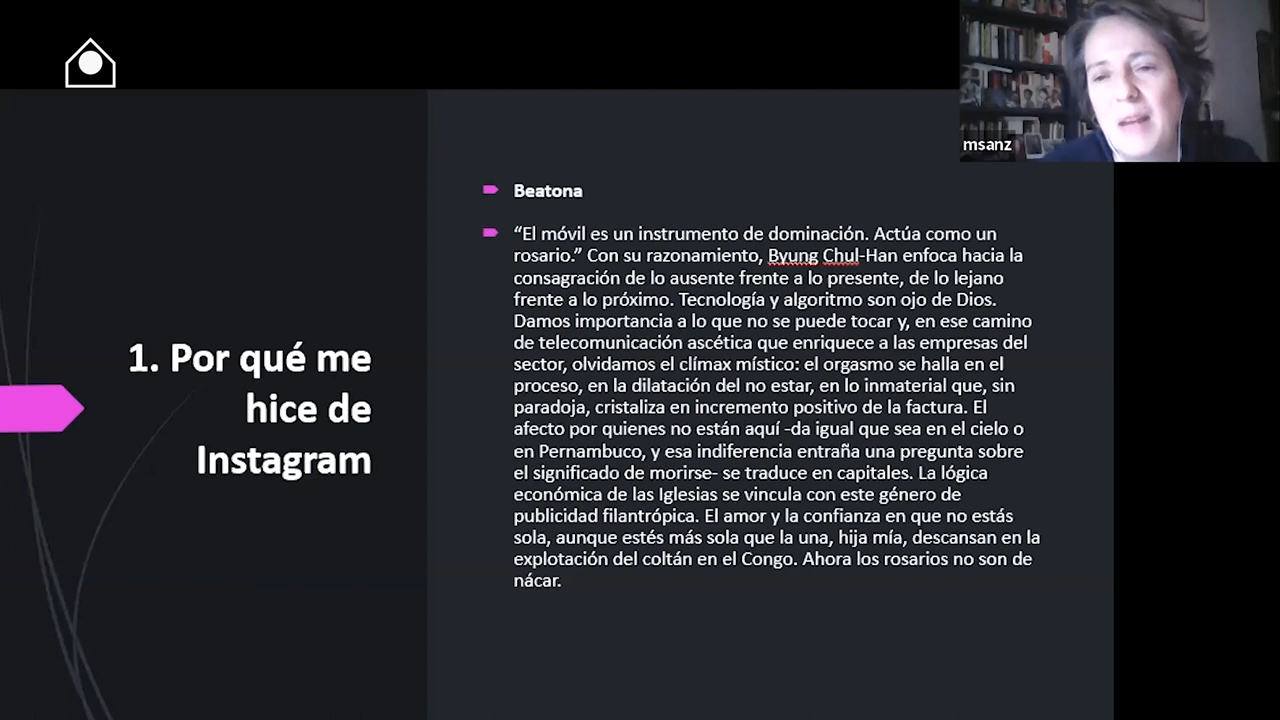 msanz
1. Por qué me
hice de
Instagram
Beatona
“El móvil es un instrumento de dominación. Actúa como un
rosario.” Con su razonamiento, Byung Chul-Han enfoca hacia la
consagración de lo ausente frente a lo presente, de lo lejano
frente a lo próximo. Tecnología y algoritmo son ojo de Dios.
Damos importancia a lo que no se puede tocar y, en ese camino
de telecomunicación ascética que enriquece a las empresas del
sector, olvidamos el clímax místico: el orgasmo se halla en el
proceso, en la dilatación del no estar, en lo inmaterial que, sin
paradoja, cristaliza en incremento positivo de la factura. El
afecto por quienes no están aquí -da igual que sea en el cielo o
en Pernambuco, y esa indiferencia entraña una pregunta sobre
el significado de morirse- se traduce en capitales. La lógica
económica de las Iglesias se vincula con este género de
publicidad filantrópica. El amor y la confianza en que no estás
sola, aunque estés más sola que la una, hija mía, descansan en la
explotación del coltán en el Congo. Ahora los rosarios no son de
nácar.